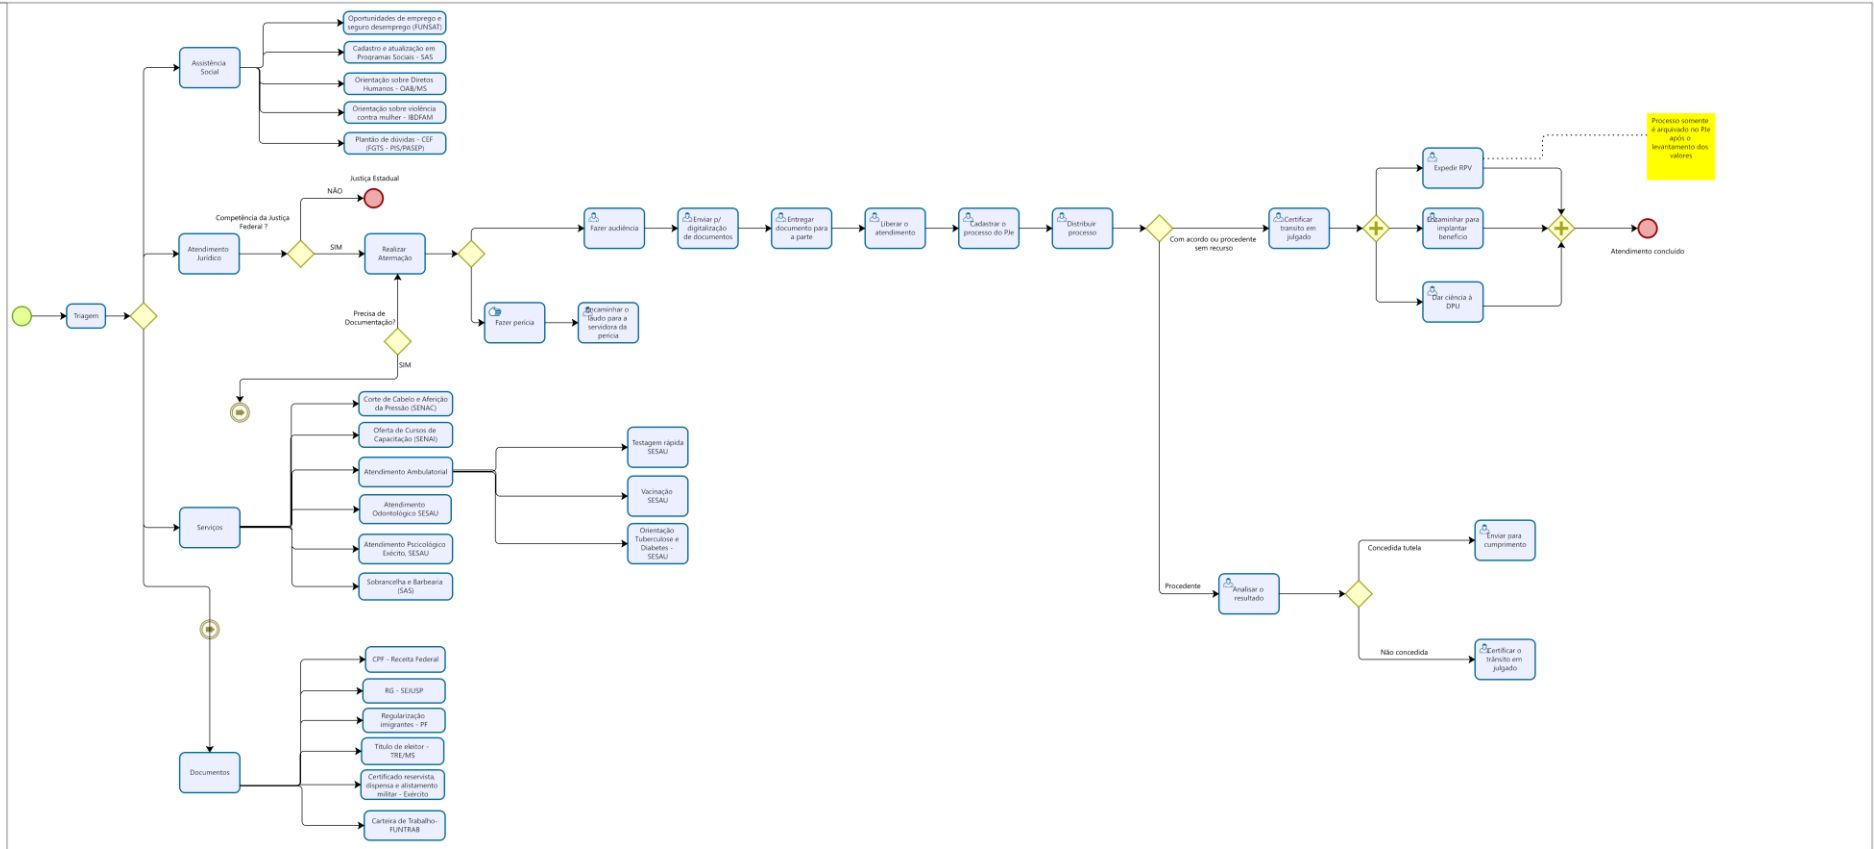 Oportunidades de emprego e
seguro desemprego (FUNSAT)
Assistência
Social
Cadastro e atualização em
Programas Sociais - SAS
Orientação sobre Diretos
Humanos - OAB/MS
Orientação sobre violência
contra mulher - IBDFAM
Plantão de dúvidas - CEF
(FGTS - PIS/PASEP)
Processo somente
é arquivado no PJe
após o
levantamento dos
valores
Expedir RPV
Justiça Estadual
NÃO
Competência da Justiça
Federal ?
SIM
Atendimento
Jurídico
Realizar
Atermação
Fazer audiência
Enviar p/
digitalização
de documentos
Entregar
documento para
a parte
Liberar o
atendimento
Cadastrar o
processo do PJe
Distribuir
processo
Com acordo ou procedente
sem recurso
Certificar
transito em
julgado
Encaminhar para
implantar
benefício
Atendimento concluído
Dar ciência à
DPU
Triagem
Precisa de
Documentação?
SIM
Fazer perícia
Encaminhar o
laudo para a
servidora da
perícia
Corte de Cabelo e Aferição
da Pressão (SENAC)
Oferta de Cursos de
Capacitação (SENAI)
Atendimento Ambulatorial
Testagem rápida
SESAU
Vacinação
SESAU
Orientação
Tuberculose e
Diabetes -
SESAU
Serviços
Atendimento
Odontológico SESAU
Atendimento Pscicológico
Exécito, SESAU
Sobrancelha e Barbearia
(SAS)
Procedente
Analisar o
resultado
Concedida tutela
Enviar para
cumprimento
Não concedida
Certificar o
trânsito em
julgado
Documentos
CPF - Receita Federal
RG - SEJUSP
Regularização
imigrantes - PF
Título de eleitor -
TRE/MS
Certificado reservista,
dispensa e alistamento
militar - Exército
Carteira de Trabalho-
FUNTRAB